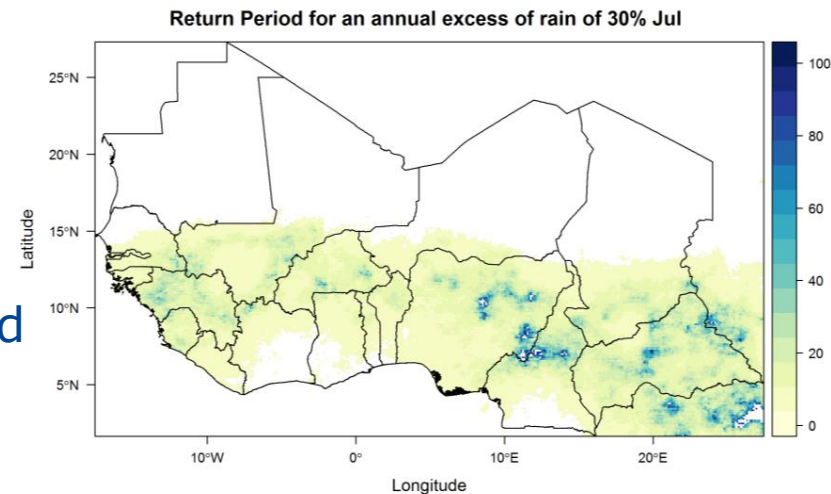 Return Period for an annual excess of rain of 30% Jul
25°N
20°N
15°N
10°N
5°N
Latitude
10°W
0°
10°E
20°E
Longitude
100
80
60
40
20
0
d